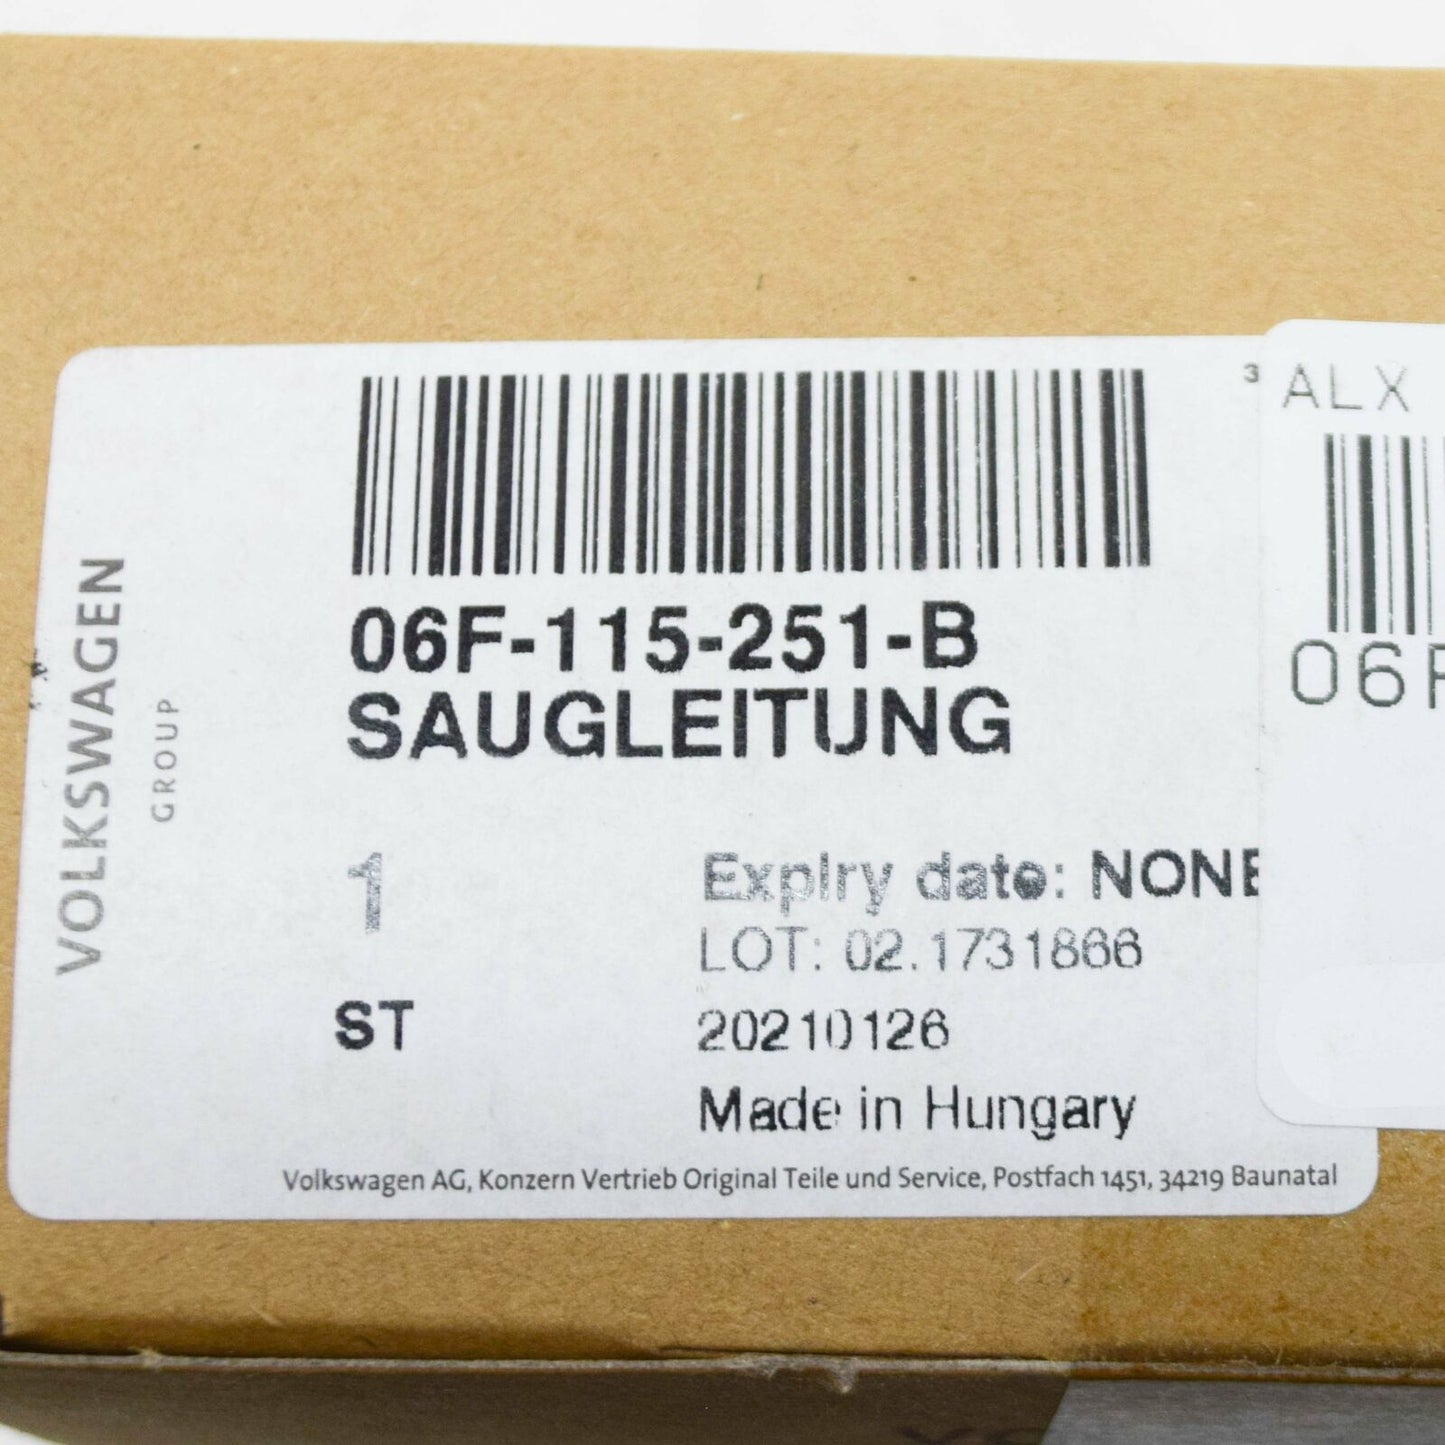 VOLKSWAGEN
GROUP
3
06F-115-251-B
SAUGLEITUNG
1
ST
Expiry date: NONE
LOT: 02.1731866
20210126
Made in Hungary
Volkswagen AG, Konzern Vertrieb Original Teile und Service, Postfach 1451, 34219 Baunatal
ALX
06F